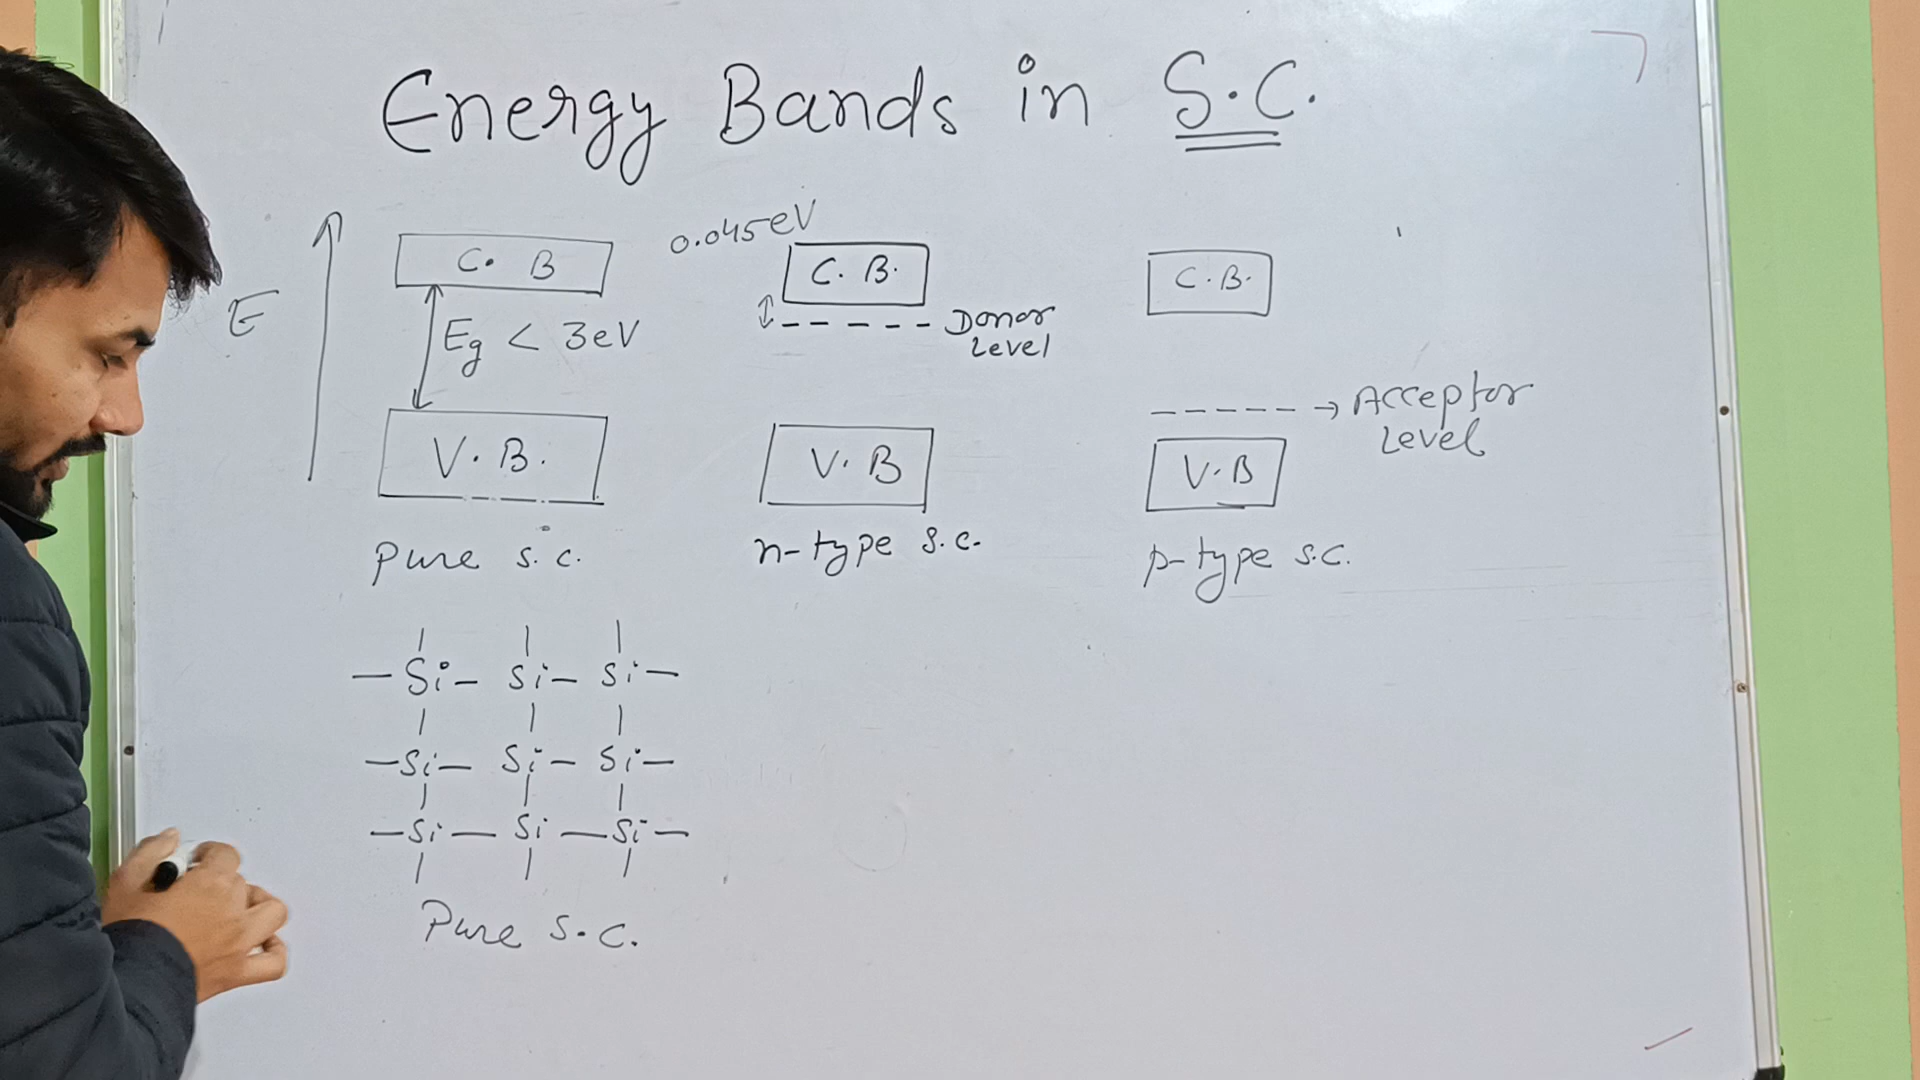 Energy Bands in S.C.
E
C. B
Eg < 3eV
V. B.
Pure s.c.
0.045eV
C. B.
Donor
Level
V. B
n-type s.c.
C.B.
Acceptor
Level
V.B
p-type s.c.
Si Si Si
Si Si Si
Si Si Si
Pure s.c.